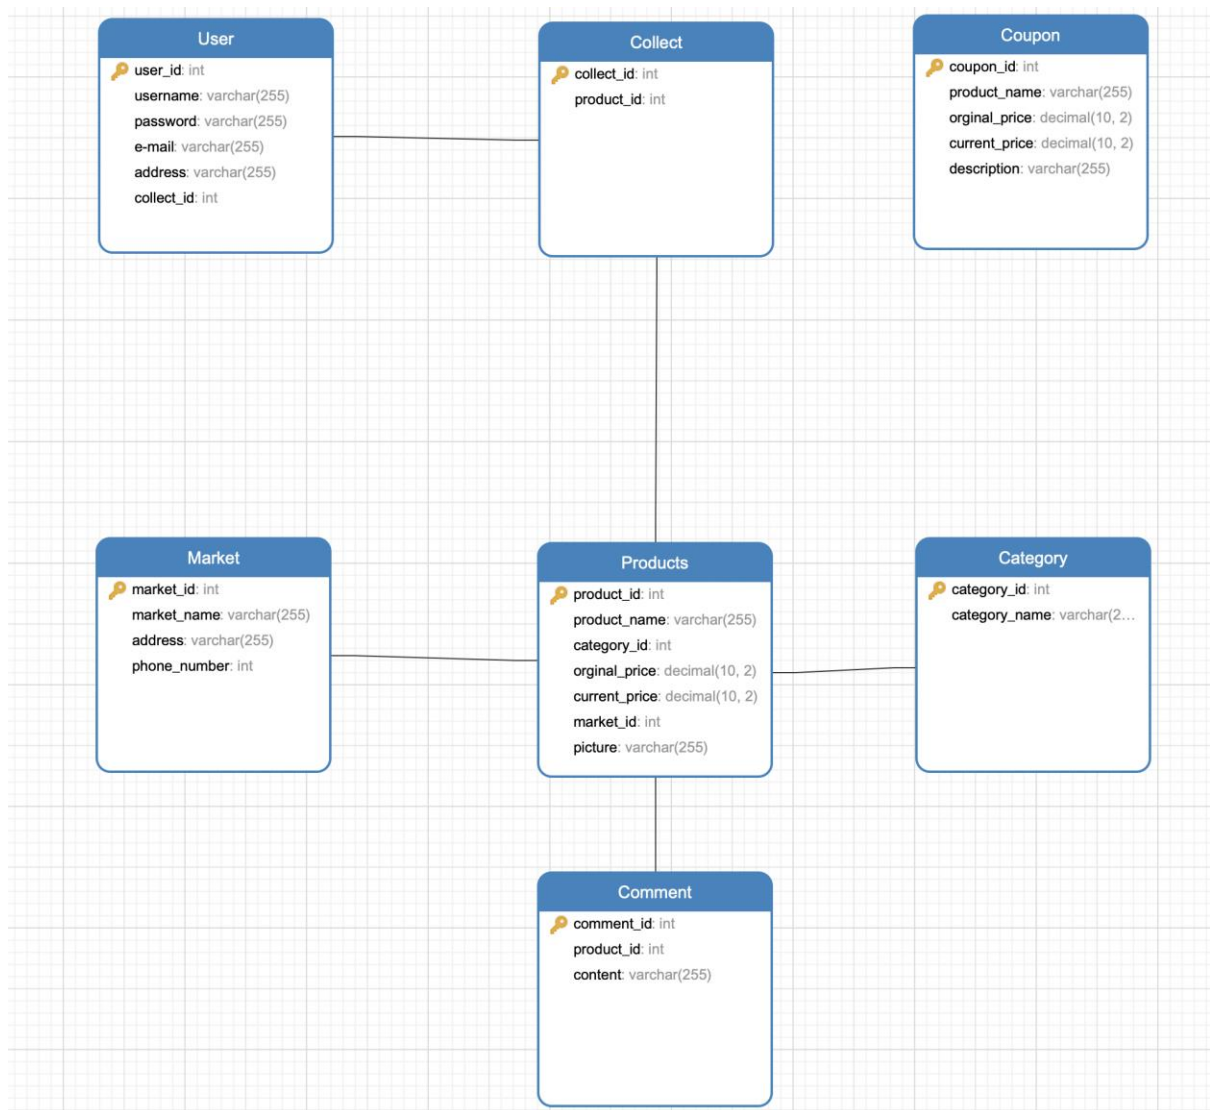 User
user_id: int
username: varchar(255)
password: varchar(255)
e-mail: varchar(255)
address: varchar(255)
collect_id: int
Collect
collect_id: int
product_id: int
Coupon
coupon_id: int
product_name: varchar(255)
orginal_price: decimal(10, 2)
current_price: decimal(10, 2)
description: varchar(255)
Market
market_id: int
market_name: varchar(255)
address: varchar(255)
phone_number: int
Products
product_id: int
product_name: varchar(255)
category_id: int
orginal_price: decimal(10, 2)
current_price: decimal(10, 2)
market_id: int
picture: varchar(255)
Category
category_id: int
category_name: varchar(2...
Comment
comment_id: int
product_id: int
content: varchar(255)